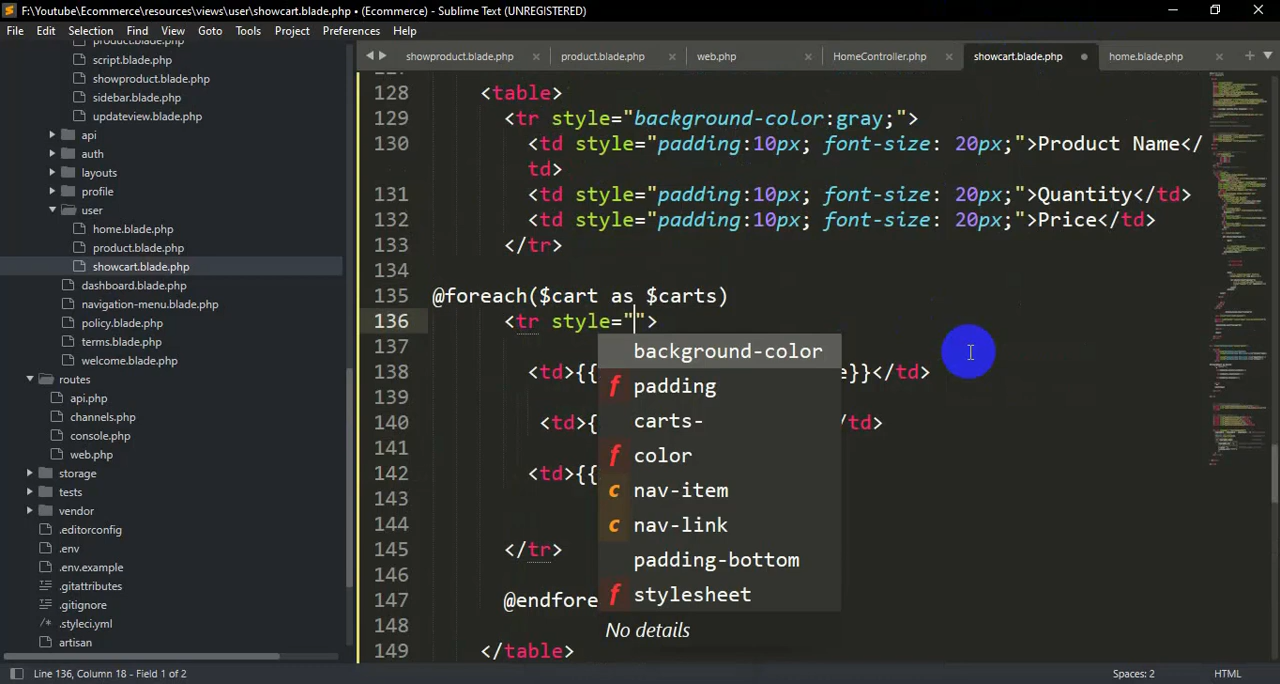 F:\Youtube\Ecommerce\resources\views\user\showcart.blade.php • (Ecommerce) - Sublime Text (UNREGISTERED)
File Edit Selection Find View Goto Tools Project Preferences Help
product.blade.php
script.blade.php
showproduct.blade.php
sidebar.blade.php
updateview.blade.php
api
auth
layouts
profile
user
home.blade.php
product.blade.php
showcart.blade.php
dashboard.blade.php
navigation-menu.blade.php
policy.blade.php
terms.blade.php
welcome.blade.php
routes
api.php
channels.php
console.php
web.php
storage
tests
vendor
.editorconfig
.env
.env.example
.gitattributes
.gitignore
.styleci.yml
artisan
showproduct.blade.php product.blade.php web.php HomeController.php showcart.blade.php home.blade.php
128 <table>
129 <tr style="background-color:gray;">
130 <td style="padding:10px; font-size: 20px;">Product Name</
td>
131 <td style="padding:10px; font-size: 20px;">Quantity</td>
132 <td style="padding:10px; font-size: 20px;">Price</td>
133 </tr>
134
135 @foreach($cart as $carts)
136 <tr style="">
137
138 <td>{{ e}}</td>
139
140 <td>{ /td>
141
142 <td>{{
143
144
145 </tr>
146
147 @endfore
148
149 </table>
background-color
f padding
carts-
f color
c nav-item
c nav-link
padding-bottom
f stylesheet
No details
Line 136, Column 18 - Field 1 of 2 Spaces: 2 HTML